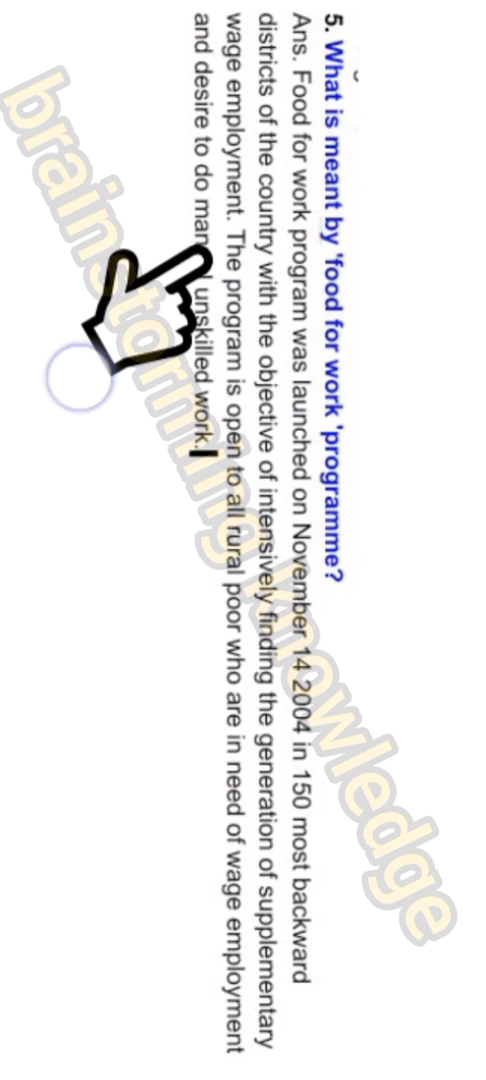 5. What is meant by 'food for work 'programme?
Ans. Food for work program was launched on November 14 2004 in 150 most backward
districts of the country with the objective of intensively finding the generation of supplementary
wage employment. The program is open to all rural poor who are in need of wage employment
and desire to do unskilled work.
brainstorming knowledge